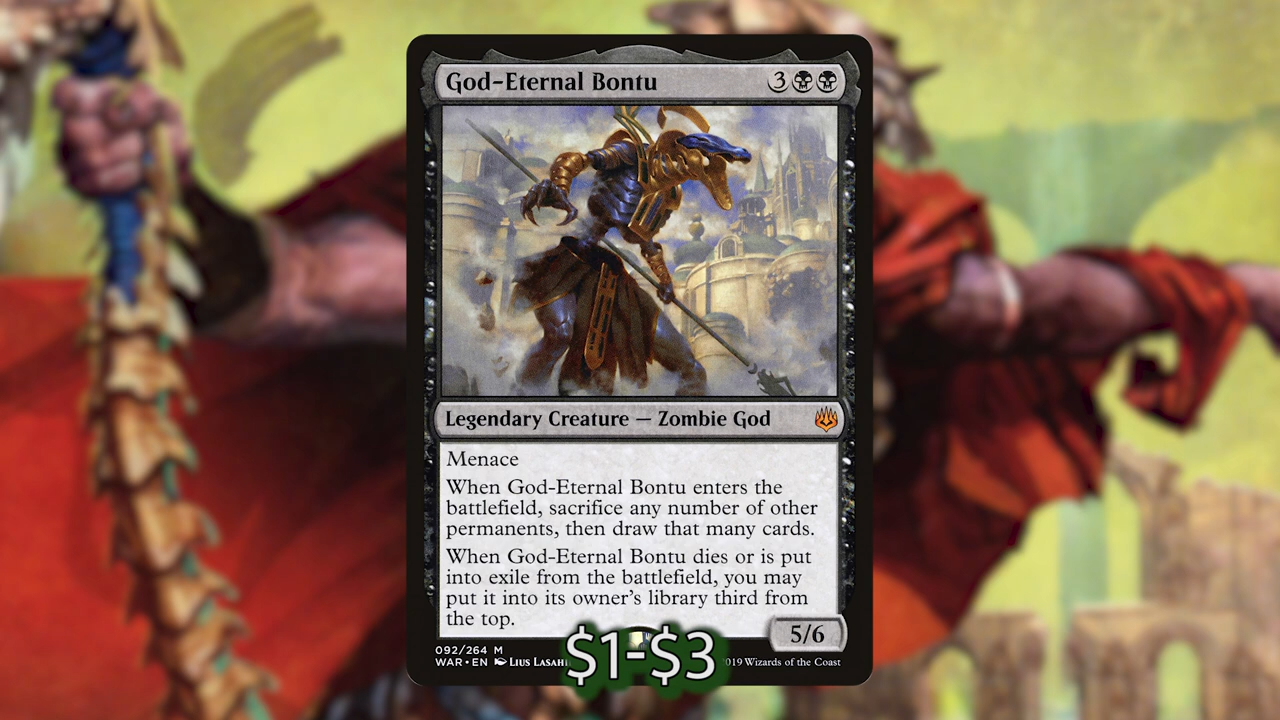 God-Eternal Bontu 3
Legendary Creature — Zombie God
Menace
When God-Eternal Bontu enters the
battlefield, sacrifice any number of other
permanents, then draw that many cards.
When God-Eternal Bontu dies or is put
into exile from the battlefield, you may
put it into its owner's library third from
the top.
5/6
092/264 M
WAR • EN Lius Lasah 2019 Wizards of the Coast
$1-$3